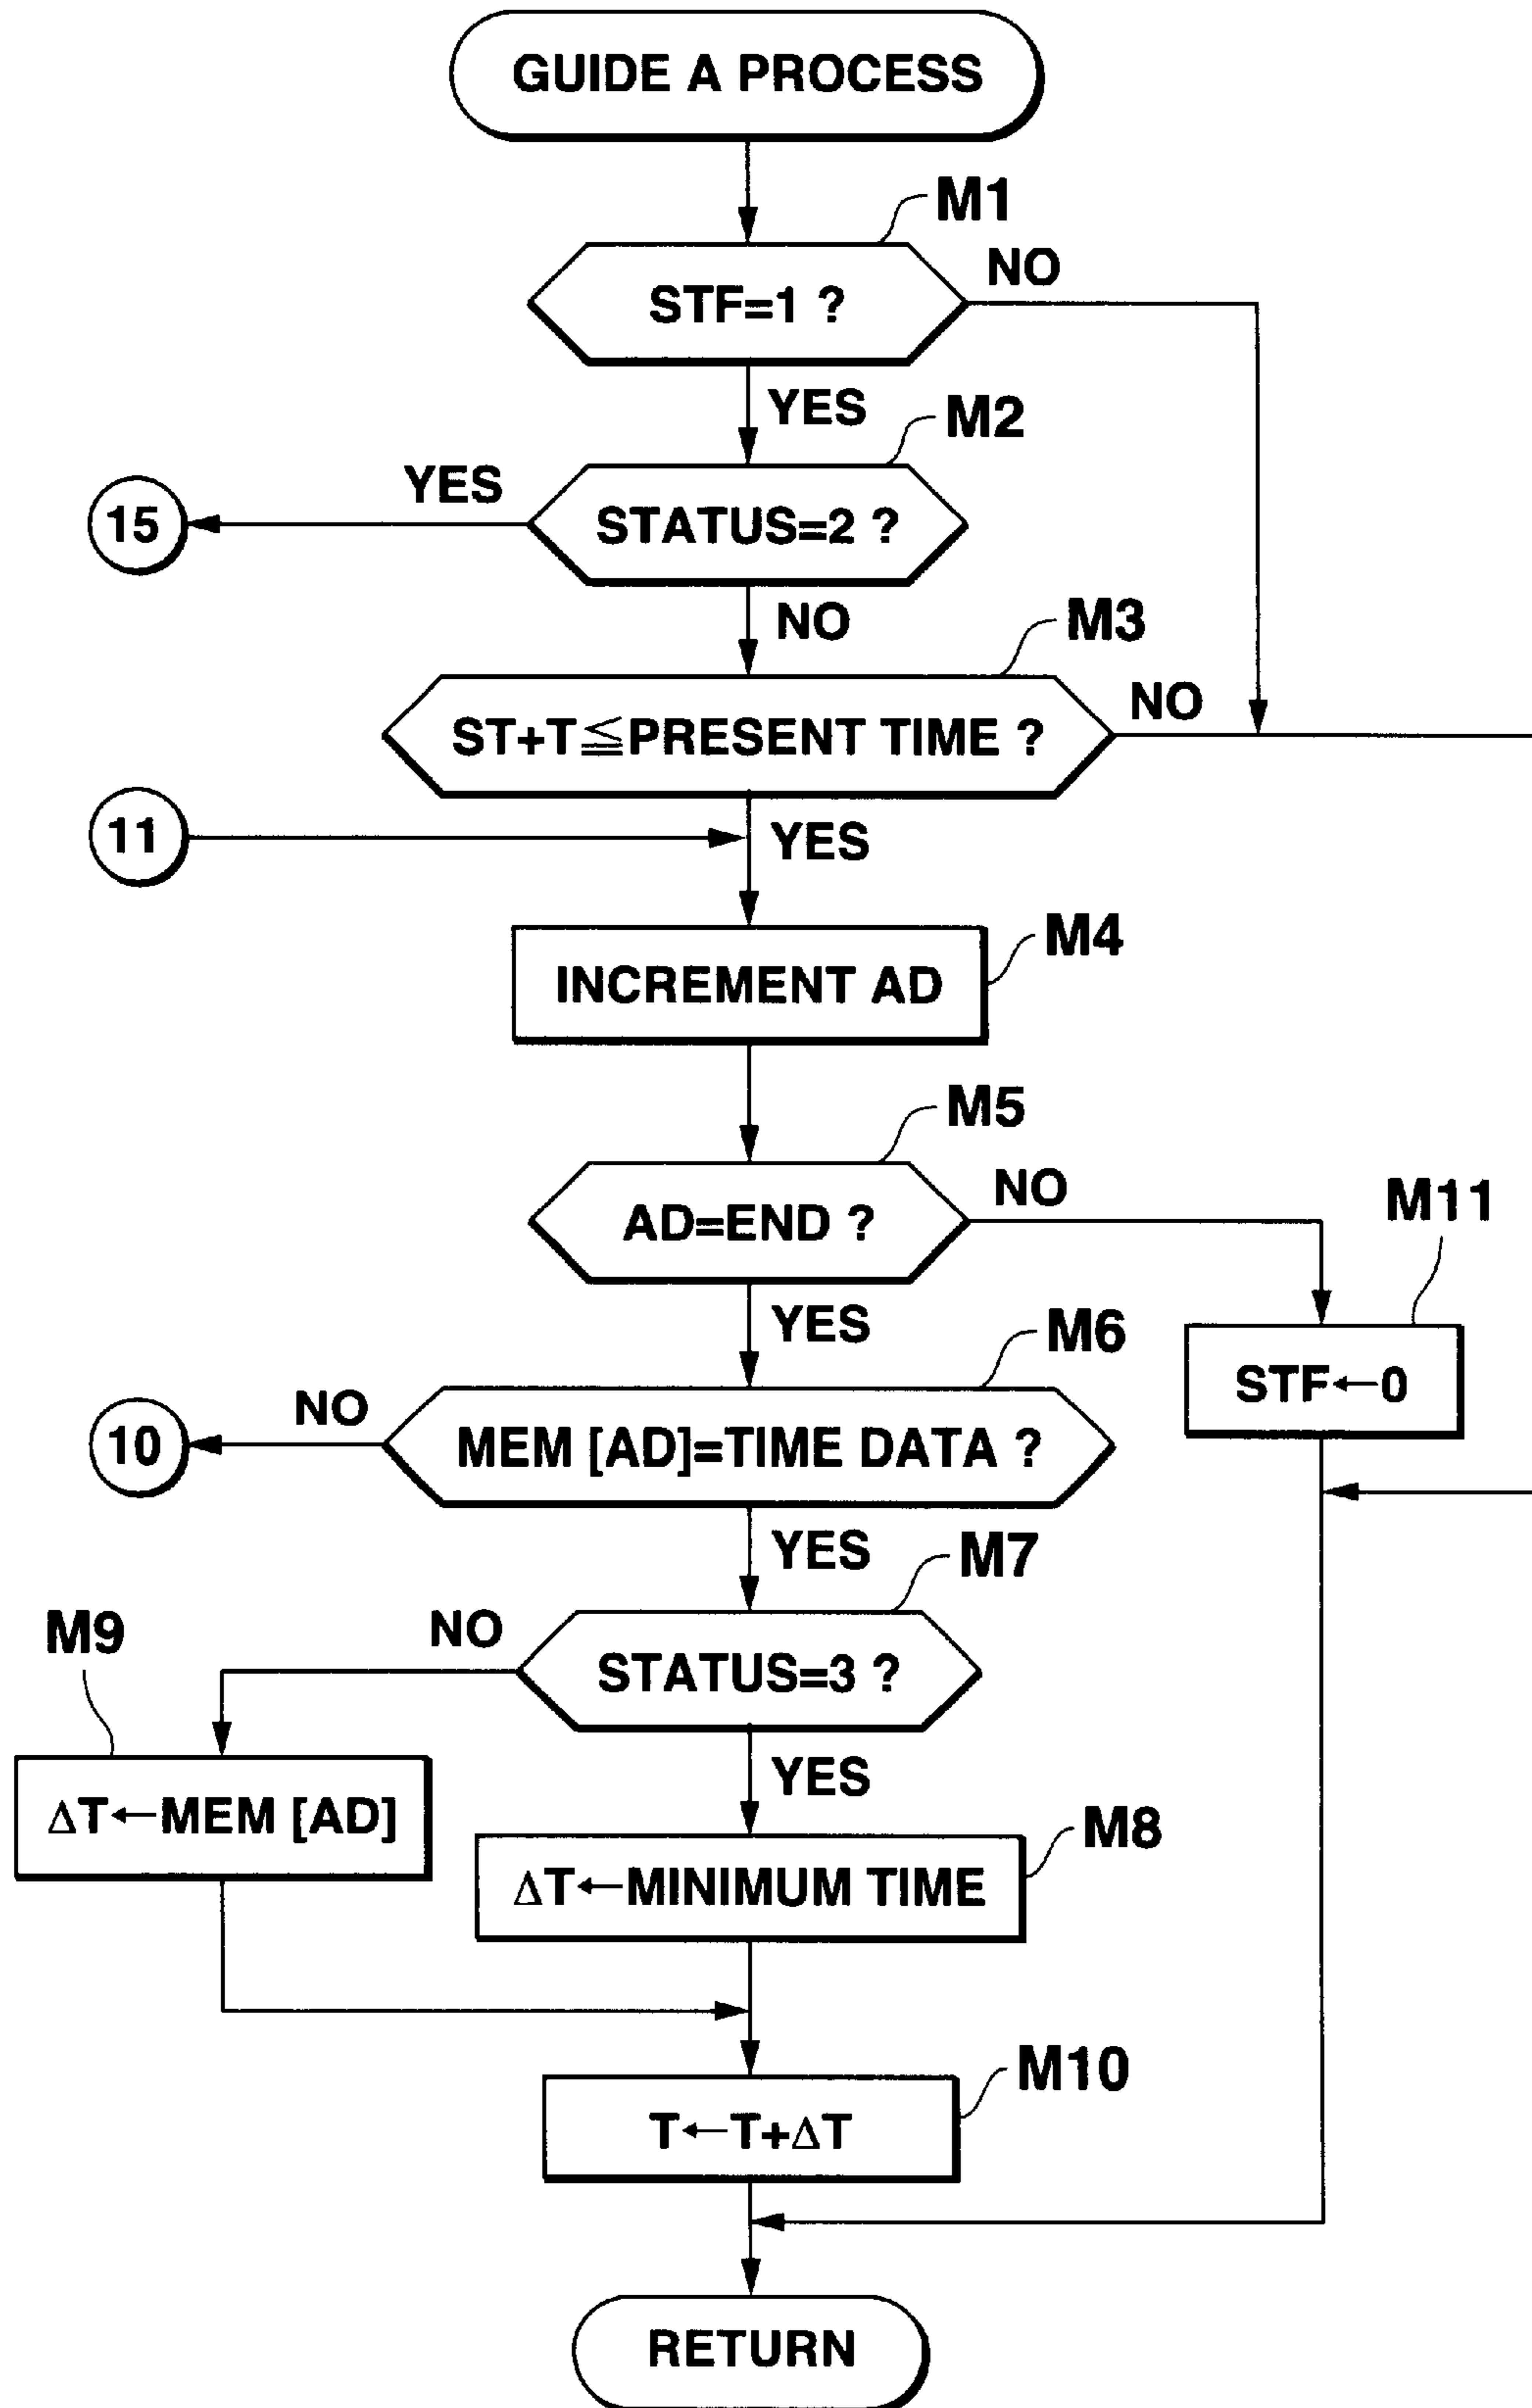 GUIDE A PROCESS
M1
STF=1 ?
NO
YES
M2
YES
15
STATUS=2 ?
NO
M3
ST+T≦PRESENT TIME ?
NO
11
YES
INCREMENT AD
M4
M5
AD=END ?
NO
M11
YES
M6
STF←0
NO
10
MEM [AD]=TIME DATA ?
YES
M7
M9
NO
STATUS=3 ?
YES
ΔT←MEM [AD]
M8
ΔT←MINIMUM TIME
M10
T←T+ΔT
RETURN